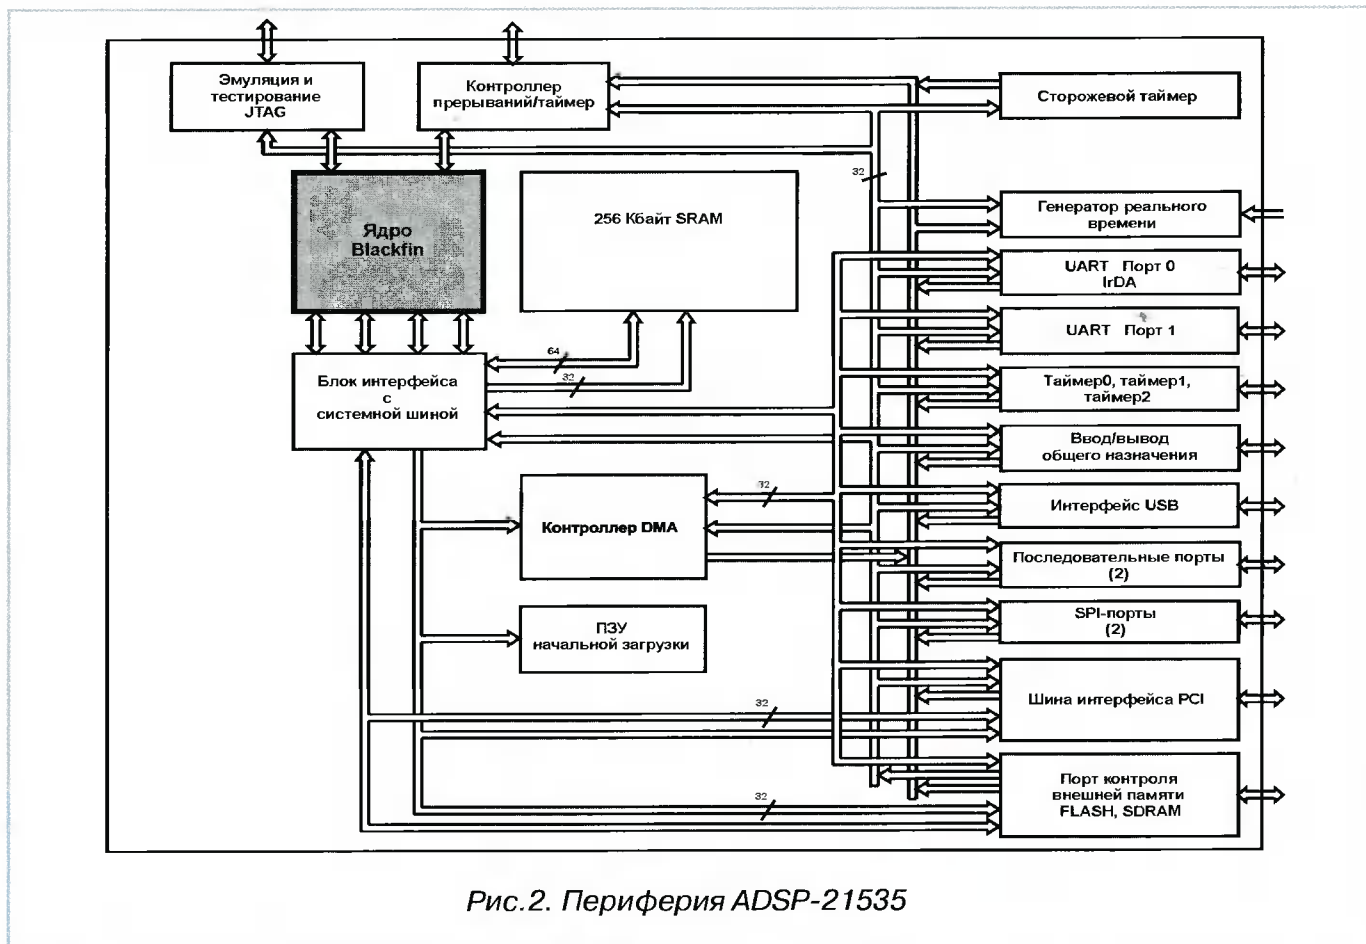 Эмуляция и
тестирование
JTAG
Контроллер
прерываний/таймер
Сторожевой таймер
32
Ядро
Blackfin
256 Кбайт SRAM
Генератор реального
времени
UART Порт 0
IrDA
UART Порт 1
64
32
Блок интерфейса
с
системной шиной
Таймер0, таймер1,
таймер2
Ввод/вывод
общего назначения
32
Контроллер DMA
Интерфейс USB
Последовательные порты
(2)
ПЗУ
начальной загрузки
SPI-порты
(2)
32
Шина интерфейса PCI
32
Порт контроля
внешней памяти
FLASH, SDRAM
Рис.2. Периферия ADSP-21535